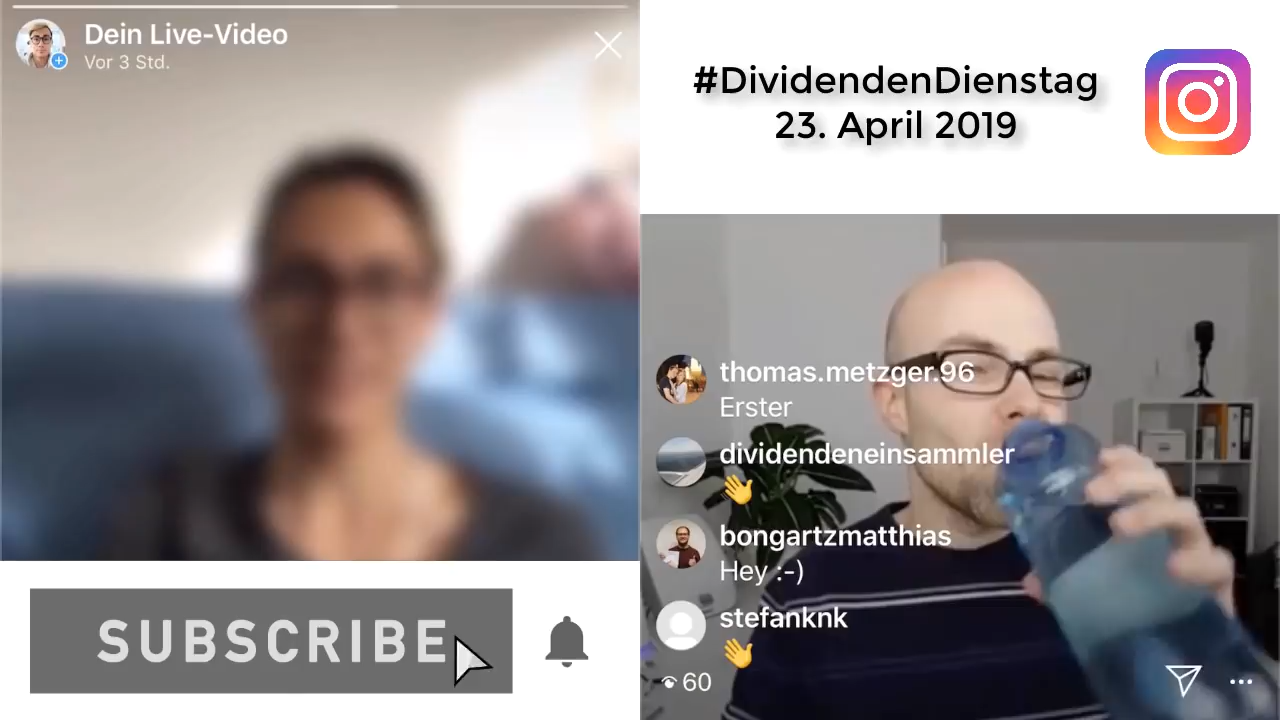 Dein Live-Video
Vor 3 Std.
#DividendenDienstag
23. April 2019
thomas.metzger.96
Erster
dividendeneinsammler
👋
bongartzmatthias
Hey :-)
stefanknk
👋
60
SUBSCRIBE